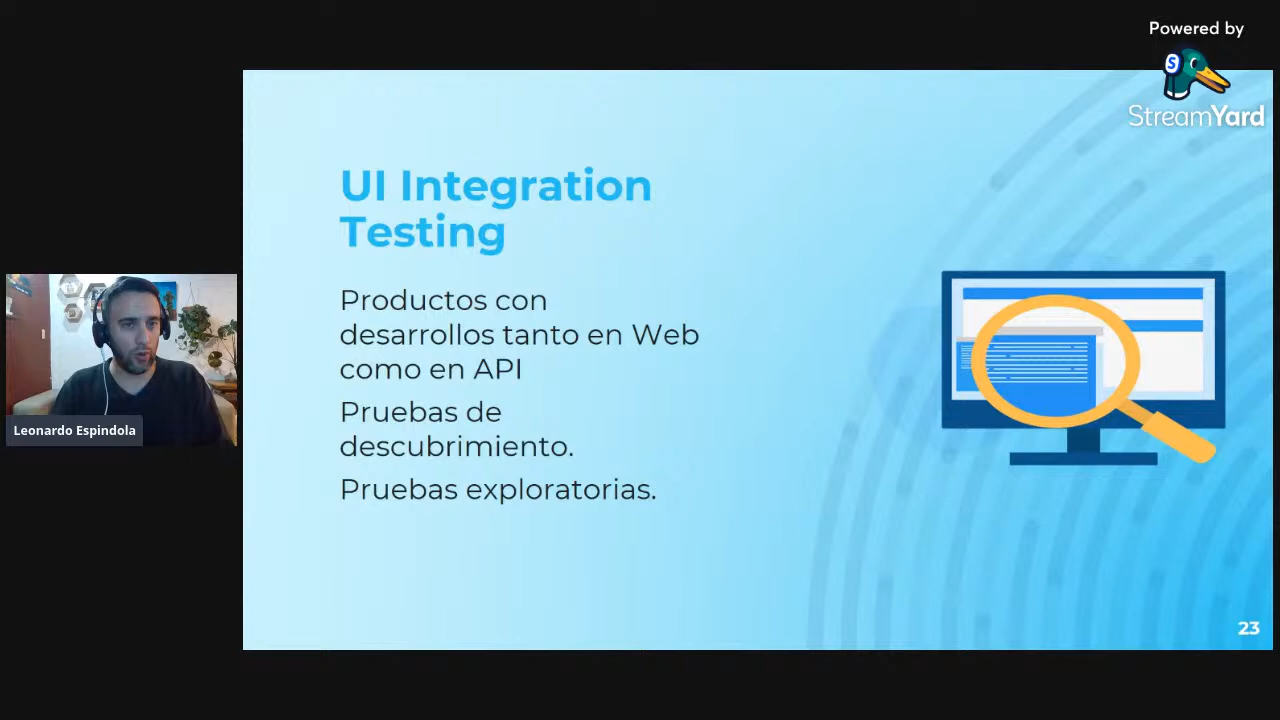 Powered by
StreamYard
UI Integration
Testing
Productos con
desarrollos tanto en Web
como en API
Pruebas de
descubrimiento.
Pruebas exploratorias.
Leonardo Espindola
23